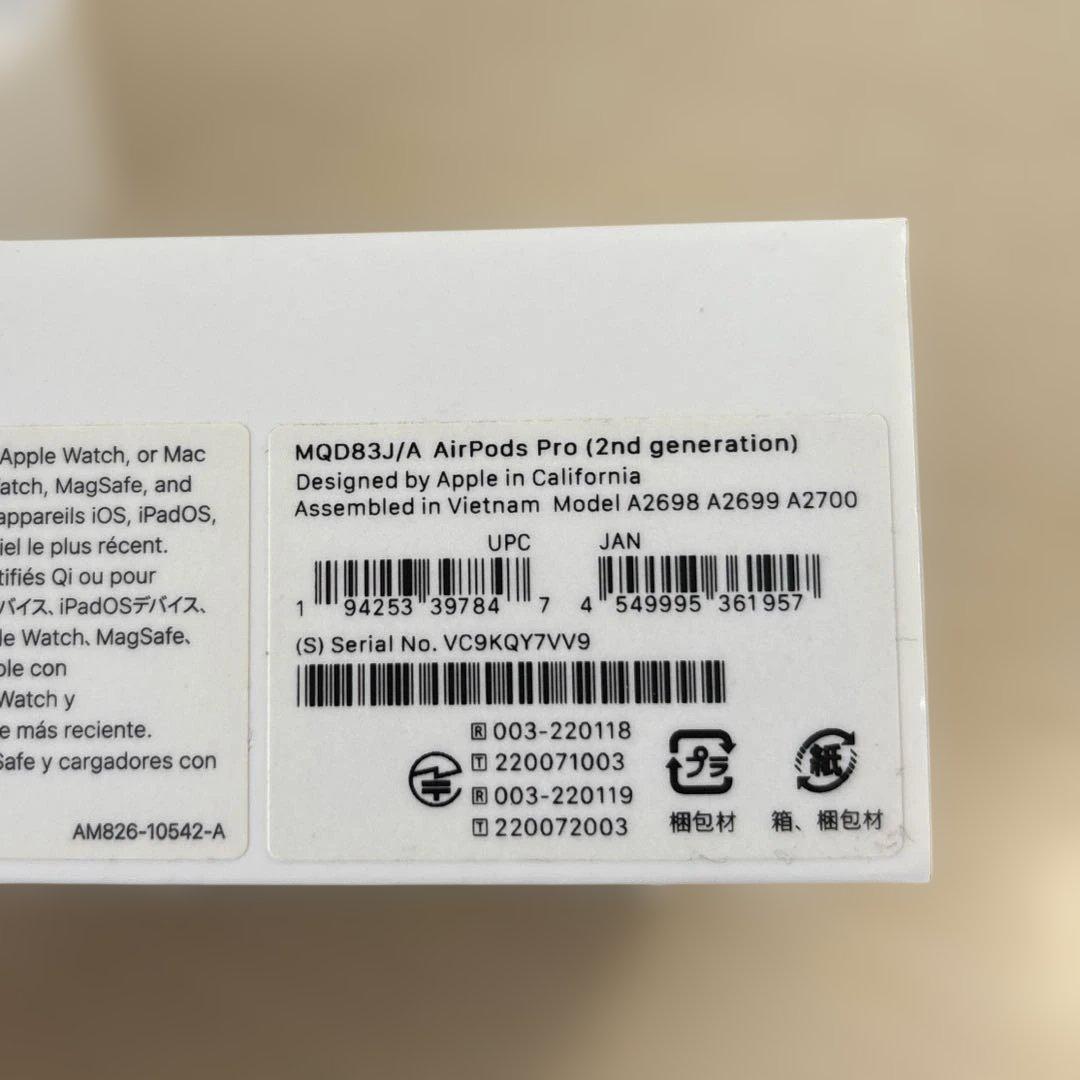 Apple Watch, or Mac
atch, MagSafe, and
appareils iOS, iPadOS,
iel le plus récent.
tifiés Qi ou pour
バイス、iPadOSデバイス、
le Watch、MagSafe、
ble con
Watch y
e más reciente.
Safe y cargadores con
AM826-10542-A
MQD83J/A AirPods Pro (2nd generation)
Designed by Apple in California
Assembled in Vietnam Model A2698 A2699 A2700
UPC JAN
1 94253 39784 7 4 549995 361957
(S) Serial No. VC9KQY7VV9
R 003-220118
T 220071003
R 003-220119
T 220072003
プラ
梱包材
紙
箱、梱包材